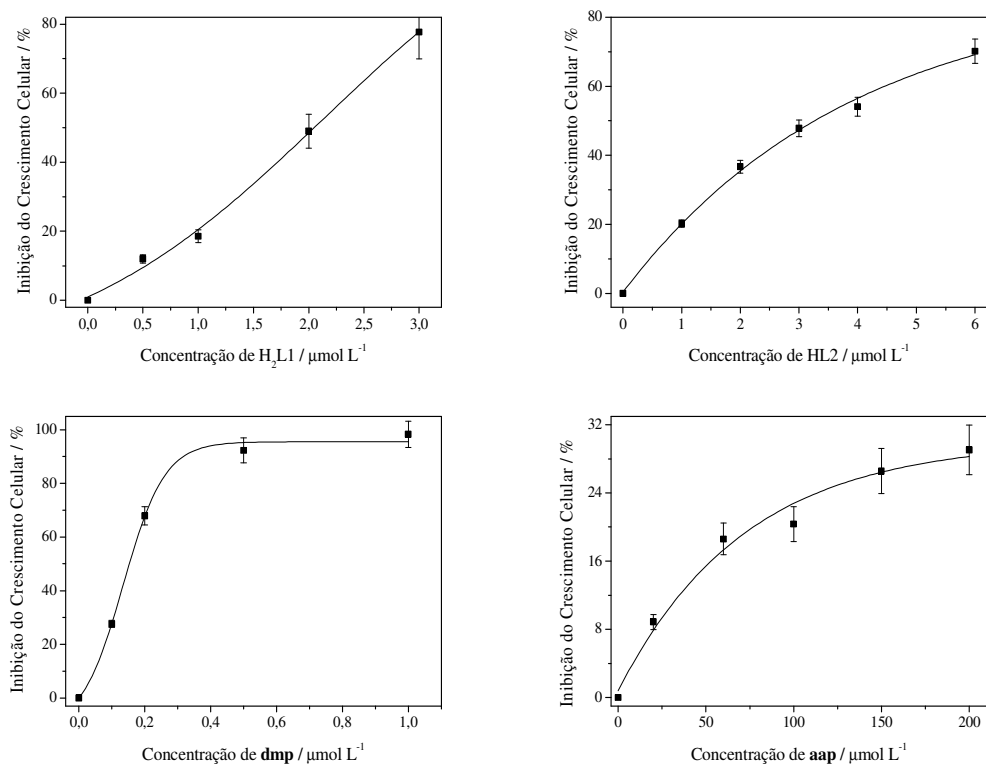 80
60
40
20
0
Inibição do Crescimento Celular / %
0,0 0,5 1,0 1,5 2,0 2,5 3,0
Concentração de H₂L1 / μmol L⁻¹
80
60
40
20
0
Inibição do Crescimento Celular / %
0 1 2 3 4 5 6
Concentração de HL2 / μmol L⁻¹
100
80
60
40
20
0
Inibição do Crescimento Celular / %
0,0 0,2 0,4 0,6 0,8 1,0
Concentração de dmp / μmol L⁻¹
32
24
16
8
0
Inibição do Crescimento Celular / %
0 50 100 150 200
Concentração de aap / μmol L⁻¹